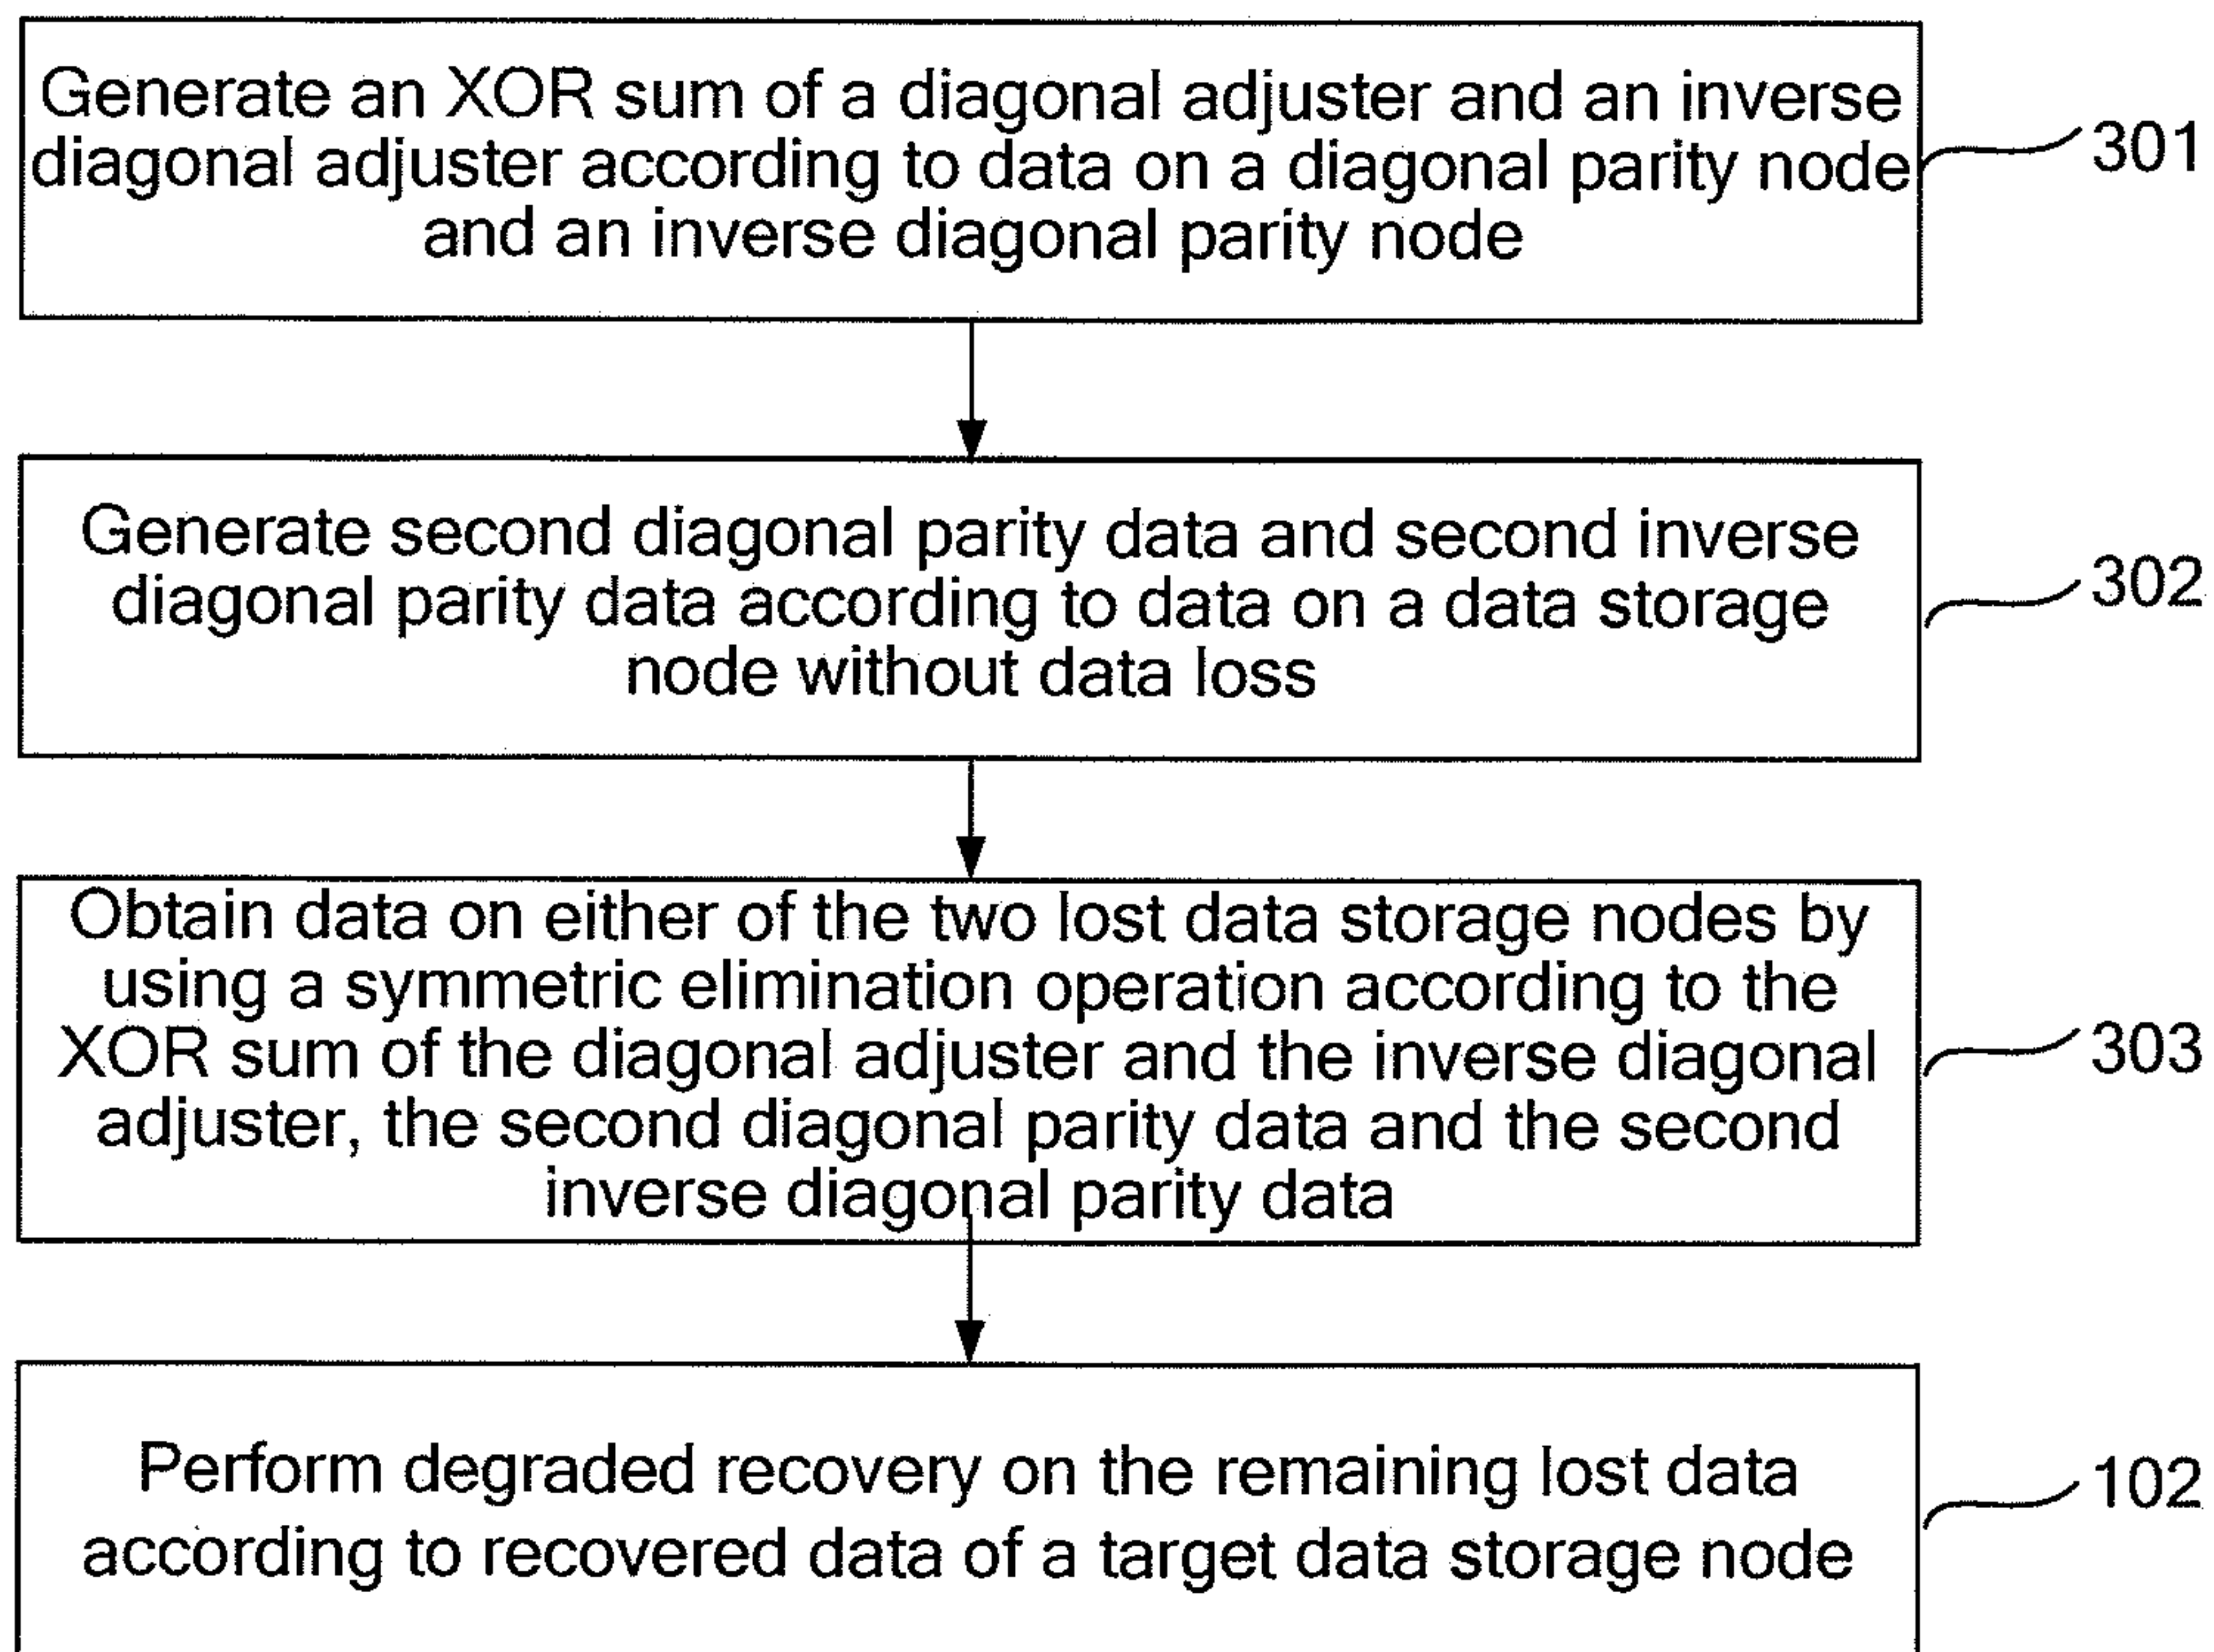 Generate an XOR sum of a diagonal adjuster and an inverse
diagonal adjuster according to data on a diagonal parity node
and an inverse diagonal parity node
301
Generate second diagonal parity data and second inverse
diagonal parity data according to data on a data storage
node without data loss
302
Obtain data on either of the two lost data storage nodes by
using a symmetric elimination operation according to the
XOR sum of the diagonal adjuster and the inverse diagonal
adjuster, the second diagonal parity data and the second
inverse diagonal parity data
303
Perform degraded recovery on the remaining lost data
according to recovered data of a target data storage node
102